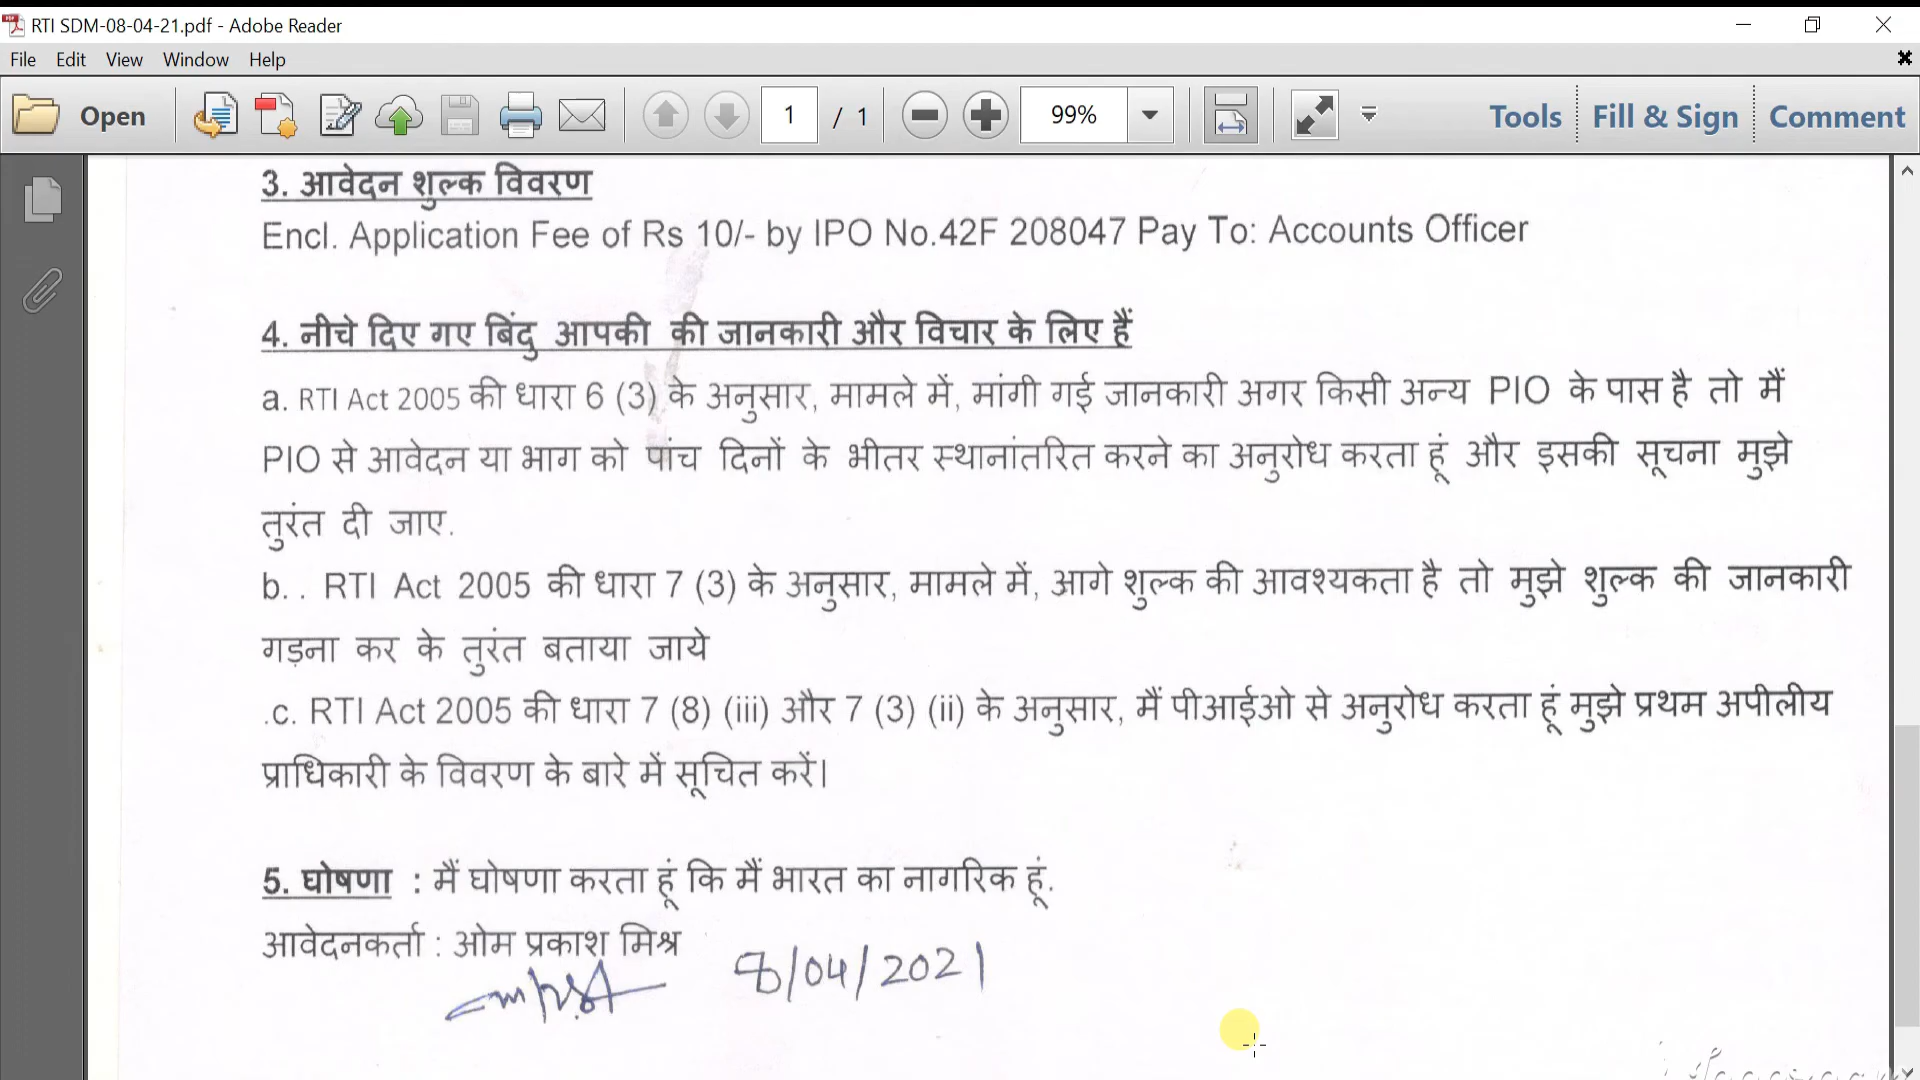 RTI SDM-08-04-21.pdf - Adobe Reader
File Edit View Window Help
Open 1 / 1 99% Tools Fill & Sign Comment
3. आवेदन शुल्क विवरण
Encl. Application Fee of Rs 10/- by IPO No.42F 208047 Pay To: Accounts Officer
4. नीचे दिए गए बिंदु आपकी की जानकारी और विचार के लिए हैं
a. RTI Act 2005 की धारा 6 (3) के अनुसार, मामले में, मांगी गई जानकारी अगर किसी अन्य PIO के पास है तो मैं
PIO से आवेदन या भाग को पांच दिनों के भीतर स्थानांतरित करने का अनुरोध करता हूं और इसकी सूचना मुझे
तुरंत दी जाए.
b. . RTI Act 2005 की धारा 7 (3) के अनुसार, मामले में, आगे शुल्क की आवश्यकता है तो मुझे शुल्क की जानकारी
गड़ना कर के तुरंत बताया जाये
.c. RTI Act 2005 की धारा 7 (8) (iii) और 7 (3) (ii) के अनुसार, मैं पीआईओ से अनुरोध करता हूं मुझे प्रथम अपीलीय
प्राधिकारी के विवरण के बारे में सूचित करें।
5. घोषणा : मैं घोषणा करता हूं कि मैं भारत का नागरिक हूं.
आवेदनकर्ता : ओम प्रकाश मिश्र
8/04/2021